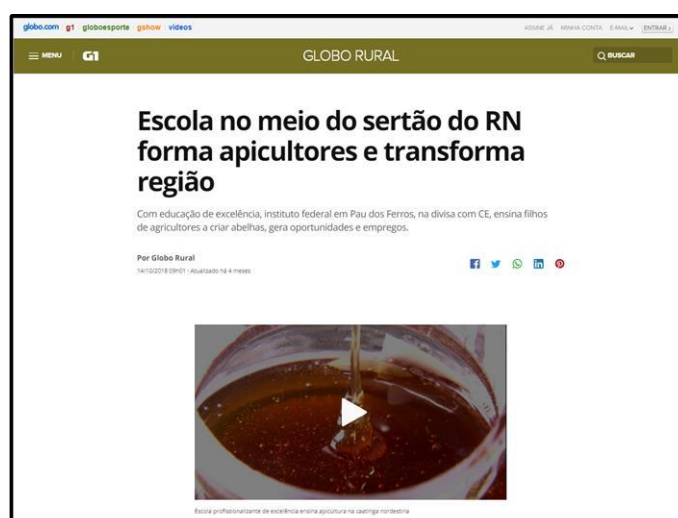 globo.com g1 globoesporte gshow vídeos ASSINE JÁ MINHA CONTA E-MAIL ENTRAR ›
MENU G1 GLOBO RURAL BUSCAR
Escola no meio do sertão do RN
forma apicultores e transforma
região
Com educação de excelência, instituto federal em Pau dos Ferros, na divisa com CE, ensina filhos
de agricultores a criar abelhas, gera oportunidades e empregos.
Por Globo Rural
14/10/2018 09h01 · Atualizado há 4 meses
Escola profissionalizante de excelência ensina apicultura na caatinga nordestina